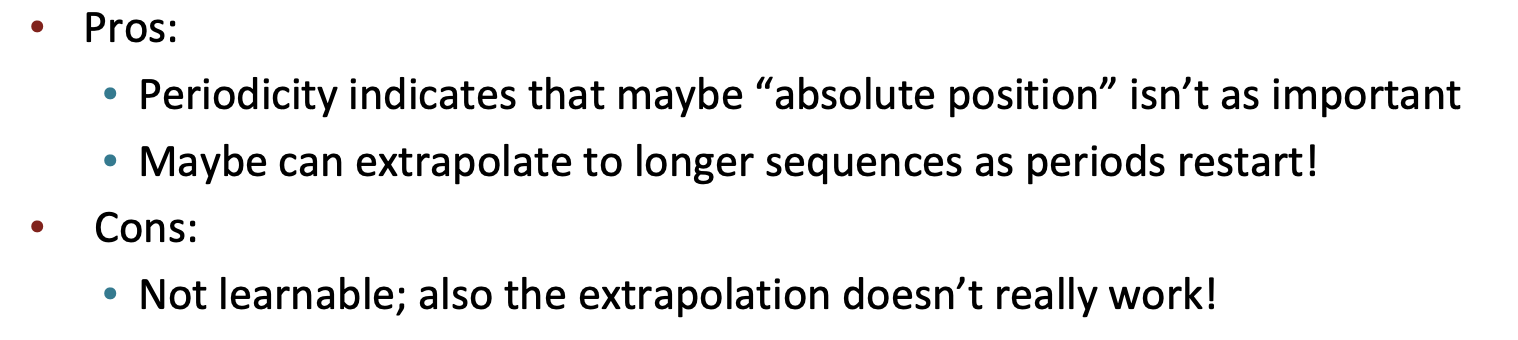 • Pros:
• Periodicity indicates that maybe “absolute position” isn’t as important
• Maybe can extrapolate to longer sequences as periods restart!
• Cons:
• Not learnable; also the extrapolation doesn’t really work!